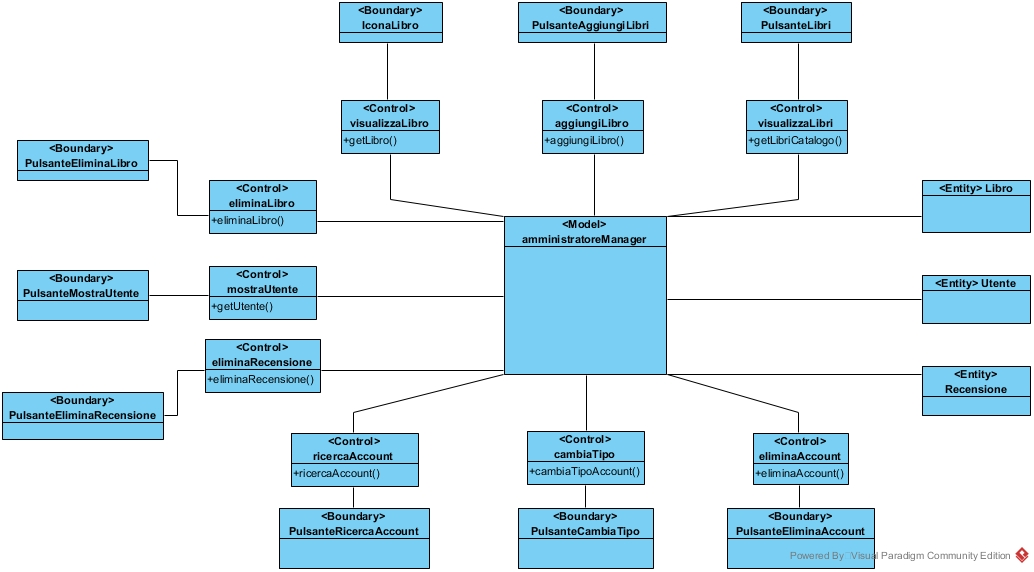 <Boundary>
IconaLibro
<Boundary>
PulsanteAggiungiLibri
<Boundary>
PulsanteLibri
<Control>
visualizzaLibro
+getLibro()
<Control>
aggiungiLibro
+aggiungiLibro()
<Control>
visualizzaLibri
+getLibriCatalogo()
<Boundary>
PulsanteEliminaLibro
<Control>
eliminaLibro
+eliminaLibro()
<Model>
amministratoreManager
<Entity> Libro
<Boundary>
PulsanteMostraUtente
<Control>
mostraUtente
+getUtente()
<Entity> Utente
<Control>
eliminaRecensione
+eliminaRecensione()
<Boundary>
PulsanteEliminaRecensione
<Entity>
Recensione
<Control>
ricercaAccount
+ricercaAccount()
<Control>
cambiaTipo
+cambiaTipoAccount()
<Control>
eliminaAccount
+eliminaAccount()
<Boundary>
PulsanteRicercaAccount
<Boundary>
PulsanteCambiaTipo
<Boundary>
PulsanteEliminaAccount
Powered By Visual Paradigm Community Edition